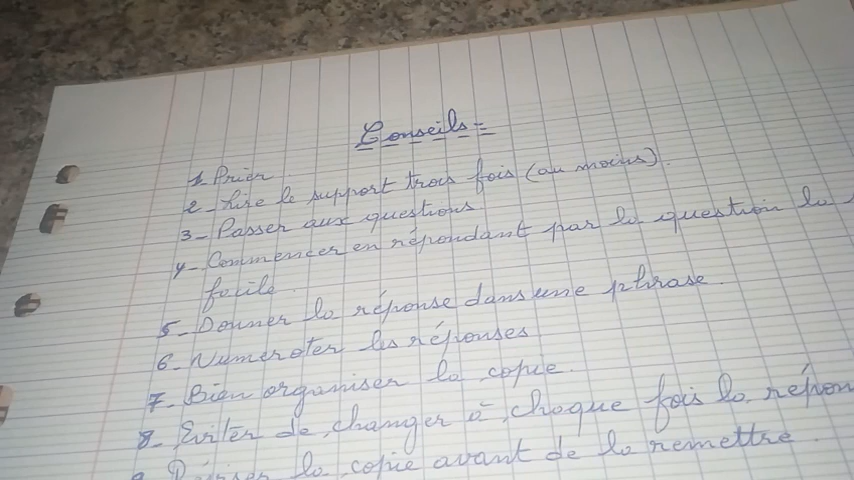 Conseils =
1 Prier
2 - Lire le support trois fois (au moins).
3 - Passer aux questions
4 - Commencer en répondant par la question la
facile.
5 - Donner la réponse dans une phrase.
6 - Numeroter les réponses
7 - Bien organiser la copie.
8 - Eviter de changer à chaque fois la répon
la copie avant de la remettre.